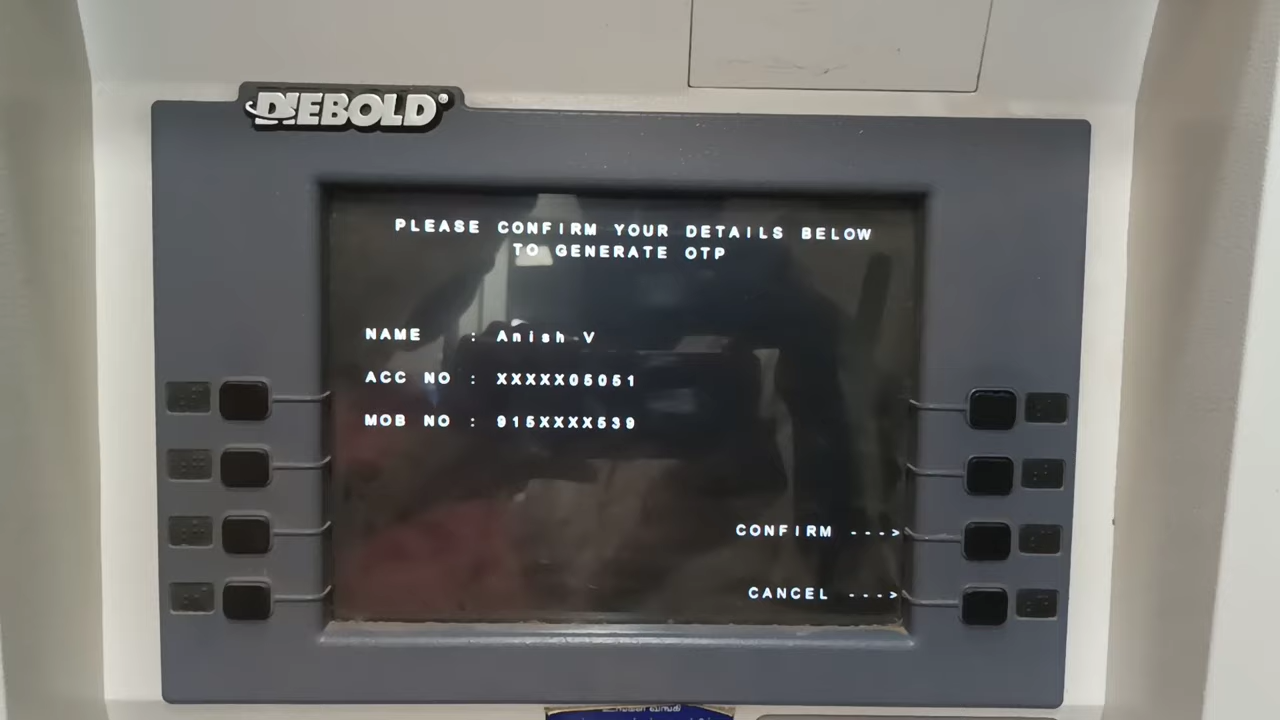 DIEBOLD®
PLEASE CONFIRM YOUR DETAILS BELOW
TO GENERATE OTP
NAME : Anish V
ACC NO : XXXXX05051
MOB NO : 915XXXX539
CONFIRM --->
CANCEL --->